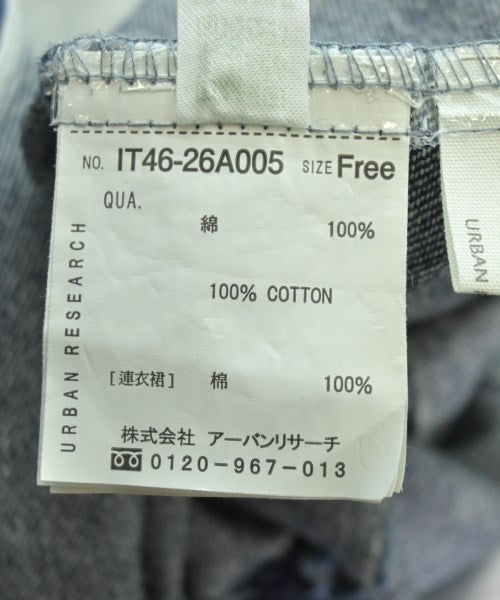 NO. IT46-26A005 SIZE Free
QUA.
綿 100%
100% COTTON
[連衣裙] 棉 100%
株式会社 アーバンリサーチ
0120-967-013
URBAN RESEARCH
URBAN